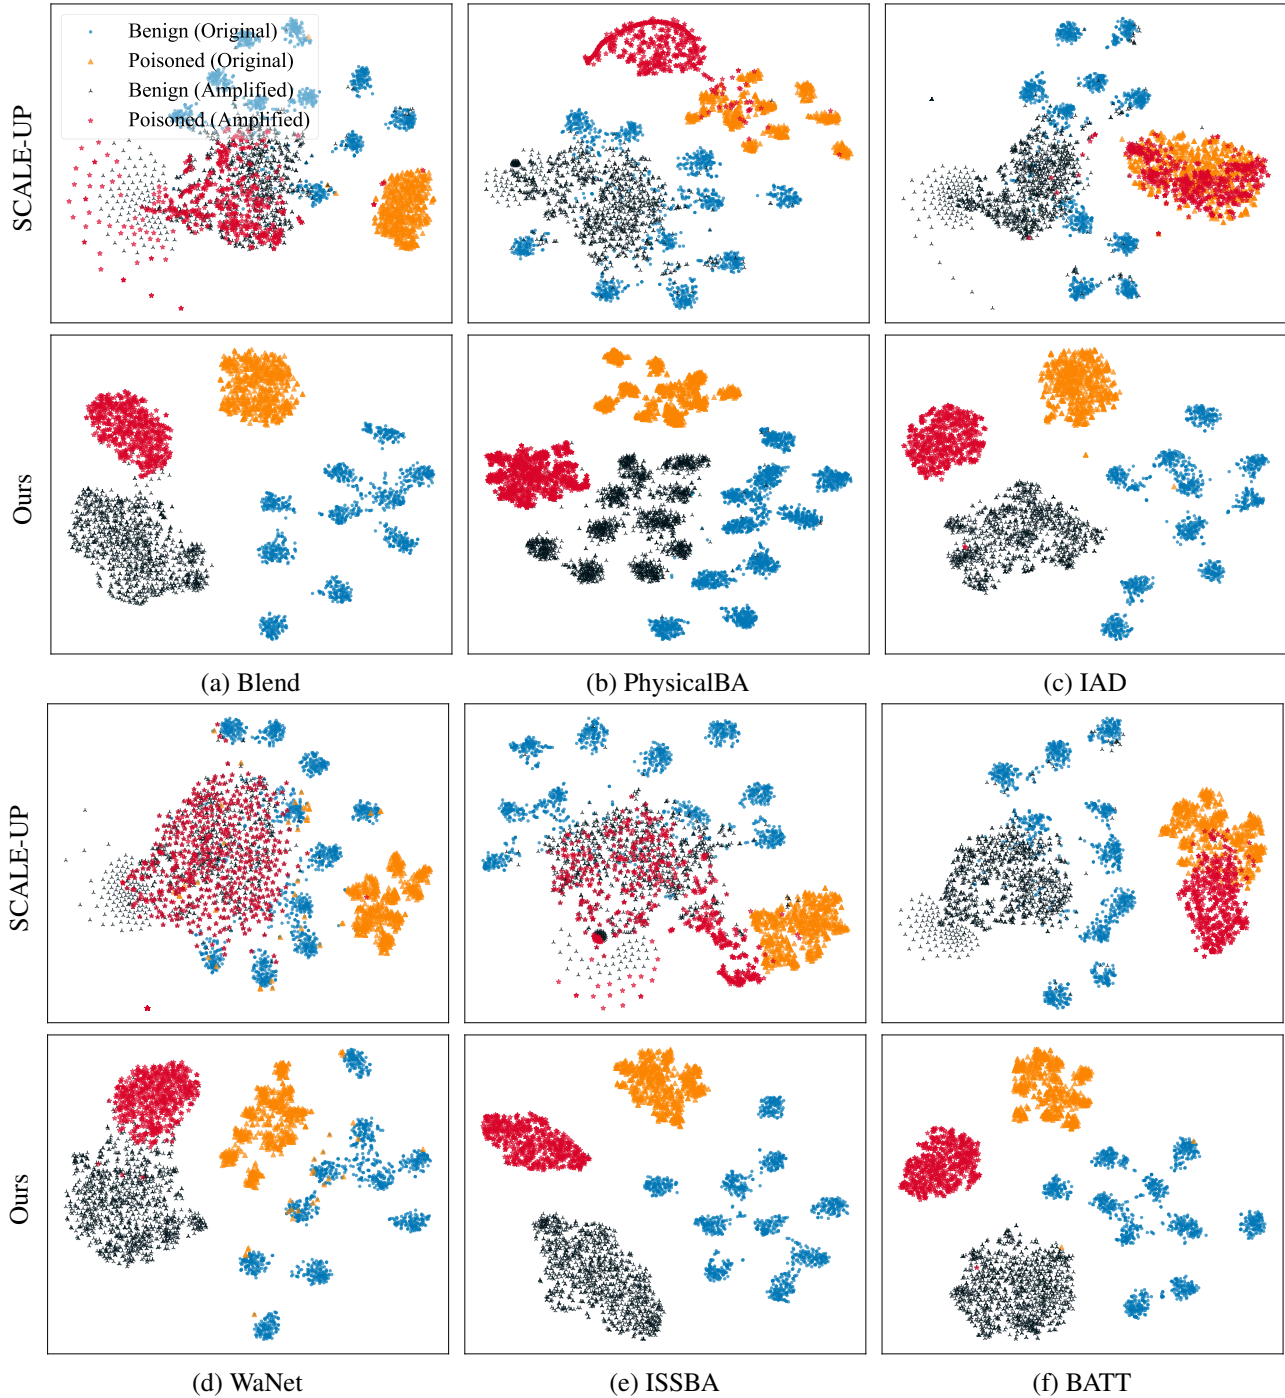 Benign (Original)
Poisoned (Original)
Benign (Amplified)
Poisoned (Amplified)
SCALE-UP
Ours
(a) Blend
(b) PhysicalBA
(c) IAD
SCALE-UP
Ours
(d) WaNet
(e) ISSBA
(f) BATT